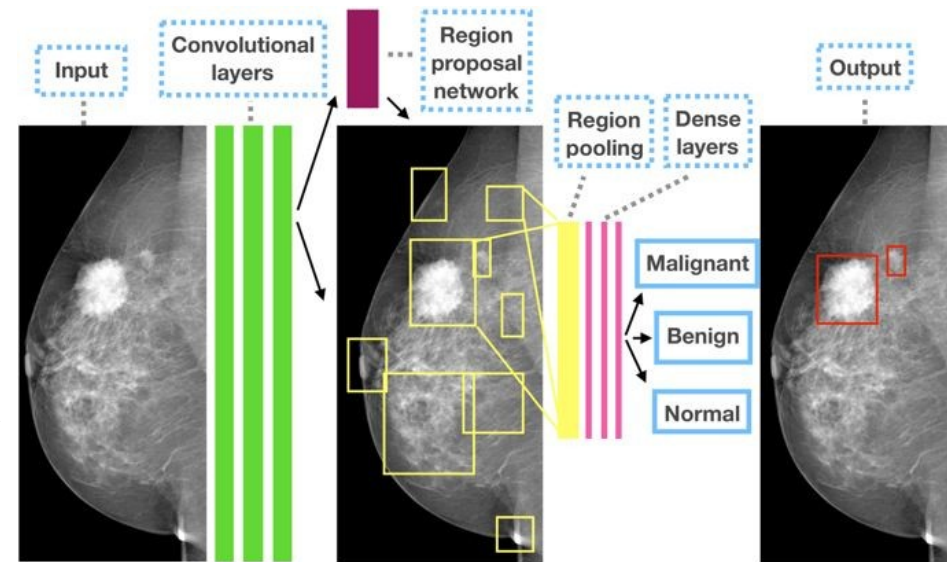 Input
Convolutional
layers
Region
proposal
network
Region
pooling
Dense
layers
Output
Malignant
Benign
Normal